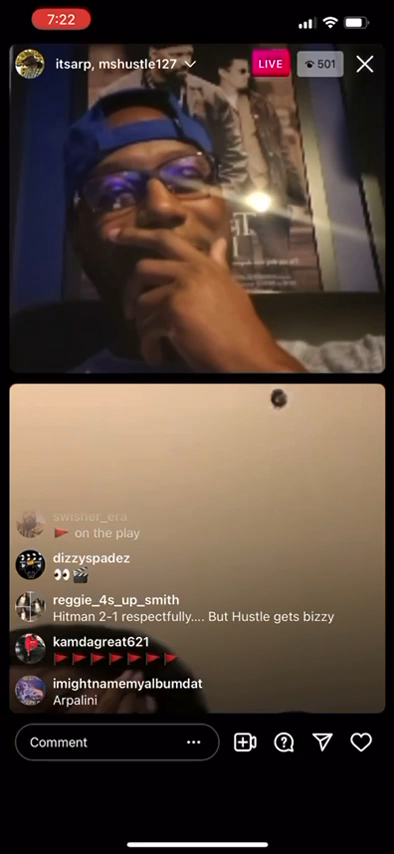 7:22
itsarp, mshustle127
LIVE
501
swisher_era
🚩 on the play
dizzyspadez
👀🎬
reggie_4s_up_smith
Hitman 2-1 respectfully.... But Hustle gets bizzy
kamdagreat621
🚩🚩🚩🚩🚩🚩🚩
imightnamemyalbumdat
Arpalini
Comment